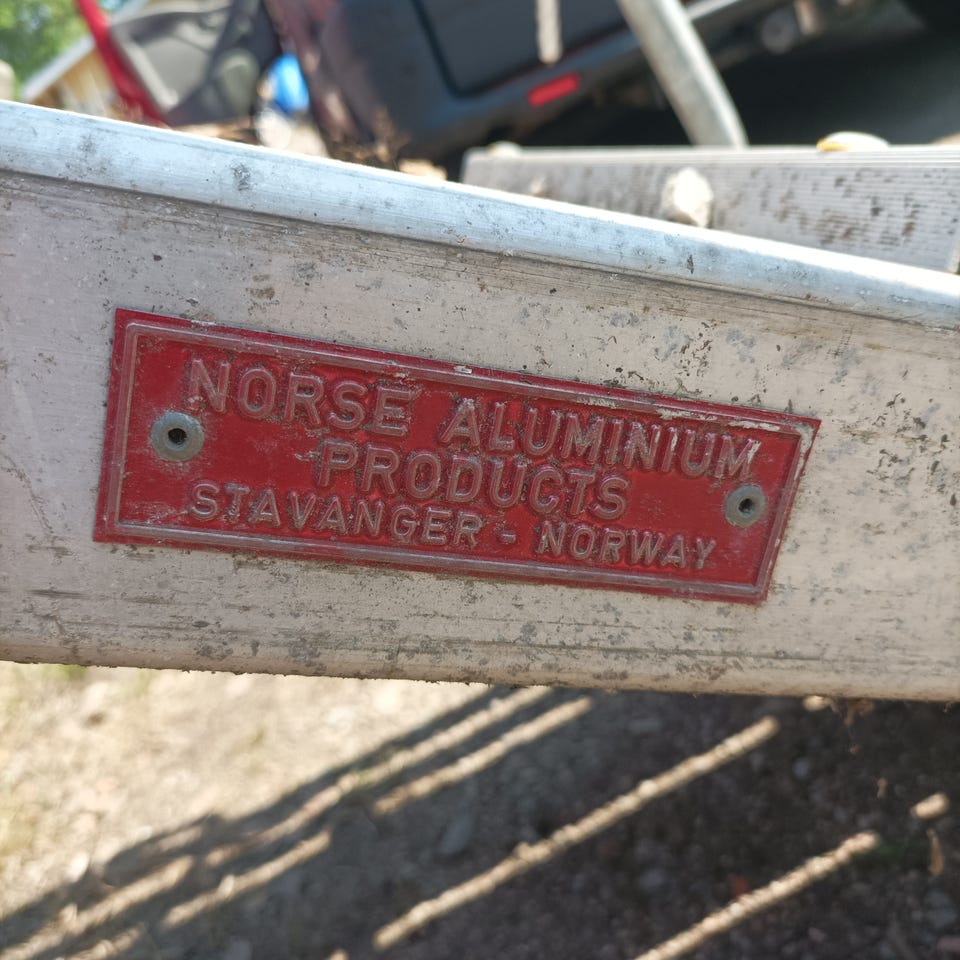 NORSE ALUMINIUM
PRODUCTS
STAVANGER - NORWAY